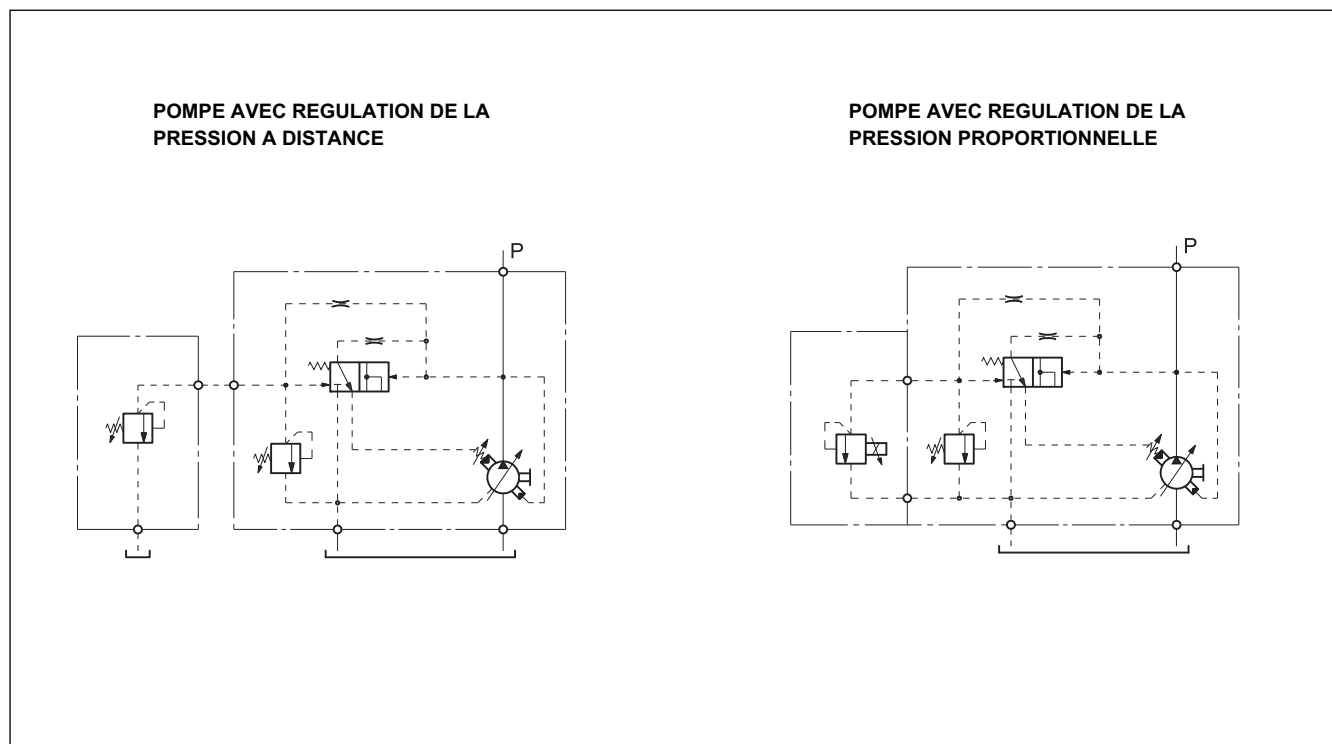 POMPE AVEC REGULATION DE LA
PRESSION A DISTANCE
POMPE AVEC REGULATION DE LA
PRESSION PROPORTIONNELLE
P
P